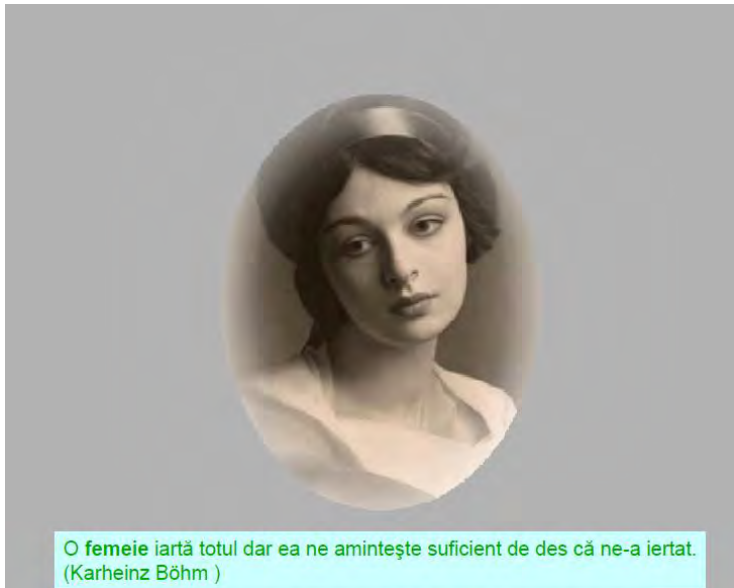 O femeie iartă totul dar ea ne aminteşte suficient de des că ne-a iertat.
(Karheinz Böhm )